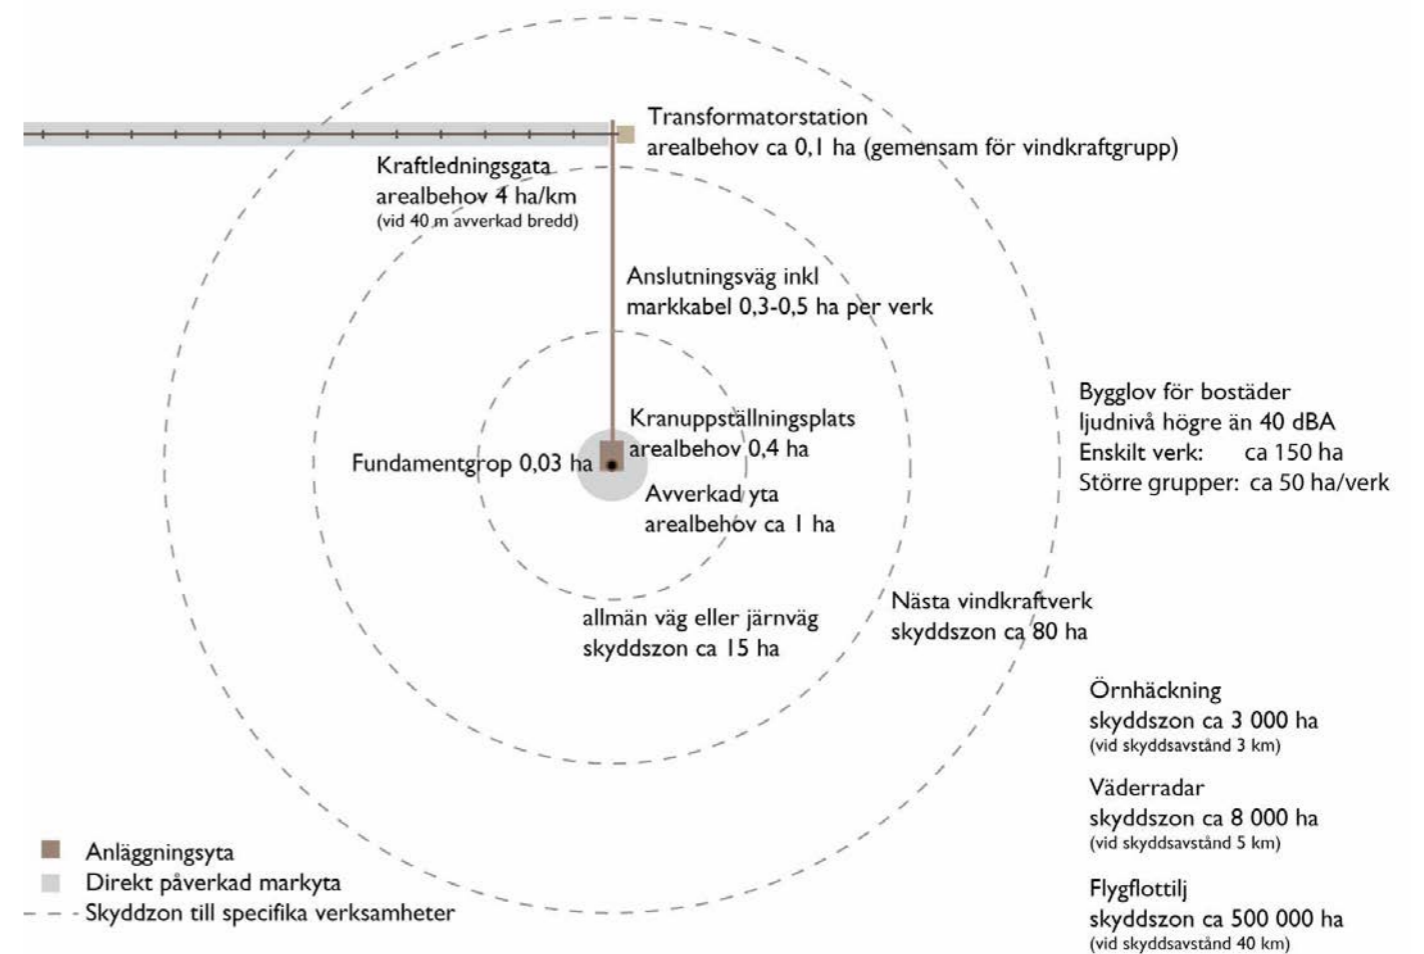 Transformatorstation
arealbehov ca 0,1 ha (gemensam för vindkraftgrupp)
Kraftledningsgata
arealbehov 4 ha/km
(vid 40 m avverkad bredd)
Anslutningsväg inkl
markkabel 0,3-0,5 ha per verk
Bygglov för bostäder
ljudnivå högre än 40 dBA
Enskilt verk: ca 150 ha
Större grupper: ca 50 ha/verk
Kranuppställningsplats
arealbehov 0,4 ha
Fundamentgrop 0,03 ha
Avverkad yta
arealbehov ca 1 ha
allmän väg eller järnväg
skyddszon ca 15 ha
Nästa vindkraftverk
skyddszon ca 80 ha
Örnhäckning
skyddszon ca 3 000 ha
(vid skyddsavstånd 3 km)
Väderradar
skyddszon ca 8 000 ha
(vid skyddsavstånd 5 km)
Flygflottilj
skyddszon ca 500 000 ha
(vid skyddsavstånd 40 km)
Anläggningsyta
Direkt påverkad markyta
Skyddzon till specifika verksamheter